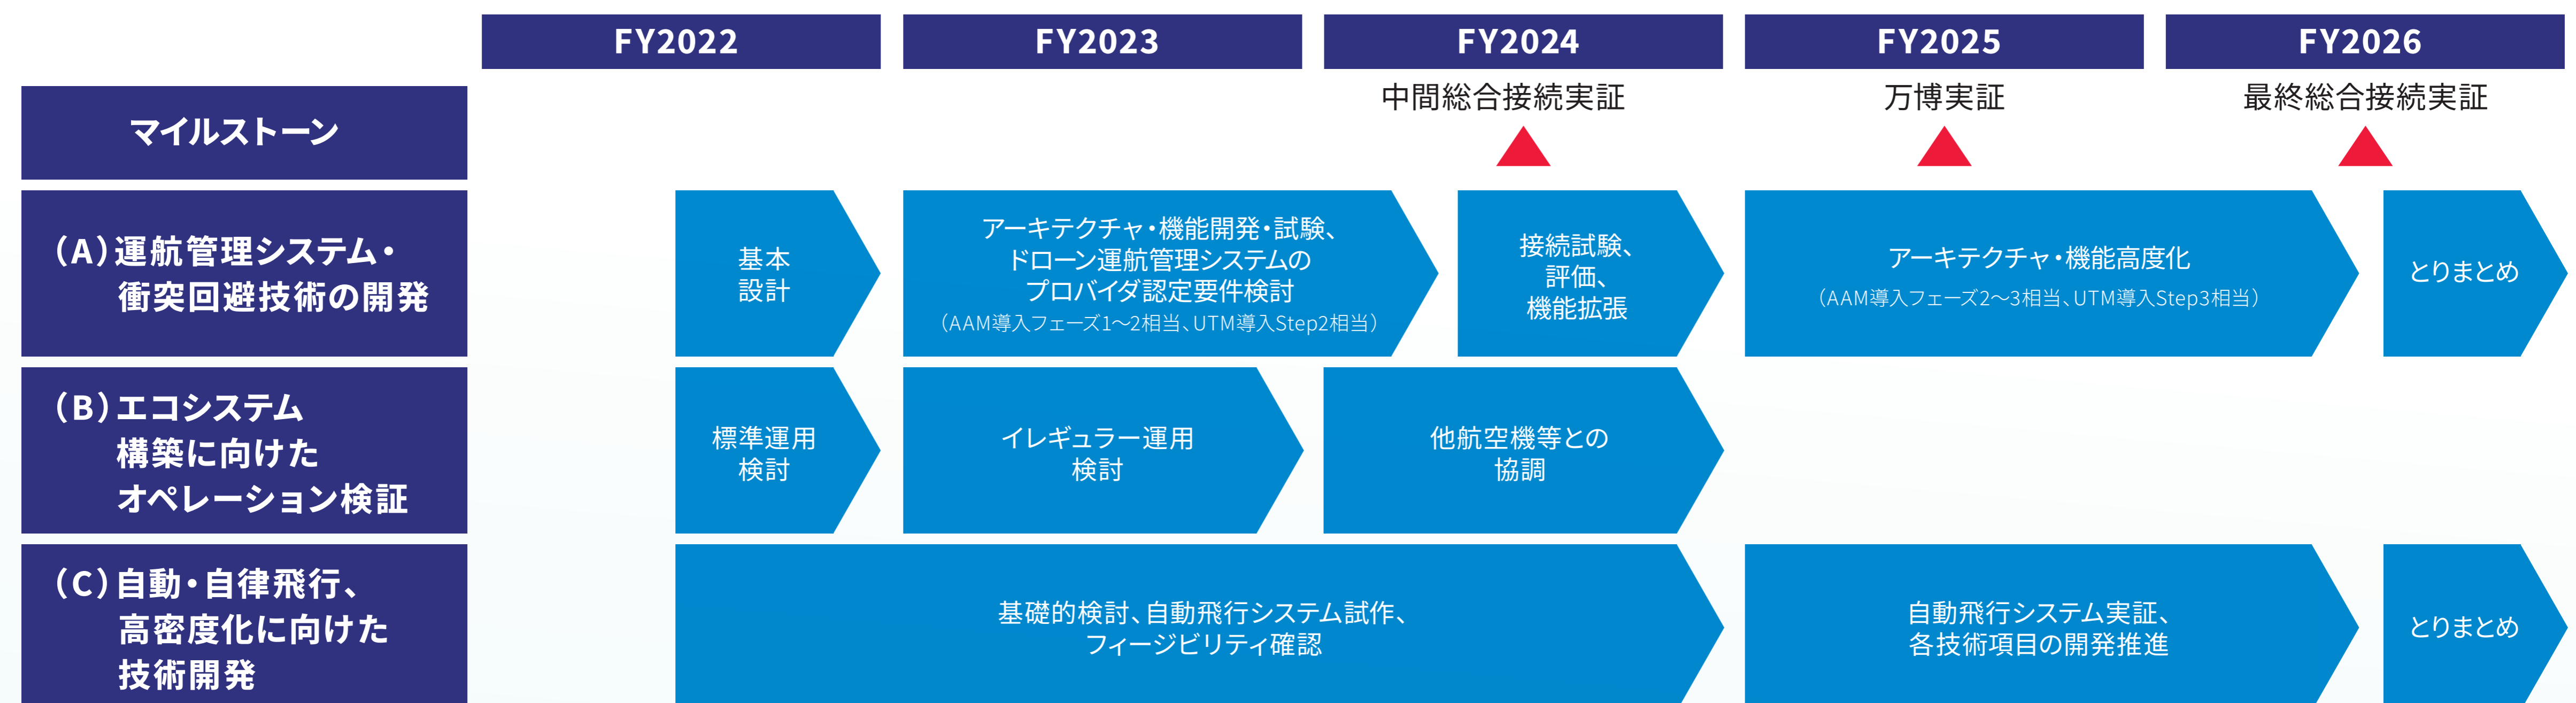 FY2022
FY2023
FY2024
FY2025
FY2026
マイルストーン
中間総合接続実証
万博実証
最終総合接続実証
（A）運航管理システム・
衝突回避技術の開発
基本
設計
アーキテクチャ・機能開発・試験、
ドローン運航管理システムの
プロバイダ認定要件検討
（AAM導入フェーズ1〜2相当、UTM導入Step2相当）
接続試験、
評価、
機能拡張
アーキテクチャ・機能高度化
（AAM導入フェーズ2〜3相当、UTM導入Step3相当）
とりまとめ
（B）エコシステム
構築に向けた
オペレーション検証
標準運用
検討
イレギュラー運用
検討
他航空機等との
協調
（C）自動・自律飛行、
高密度化に向けた
技術開発
基礎的検討、自動飛行システム試作、
フィージビリティ確認
自動飛行システム実証、
各技術項目の開発推進
とりまとめ